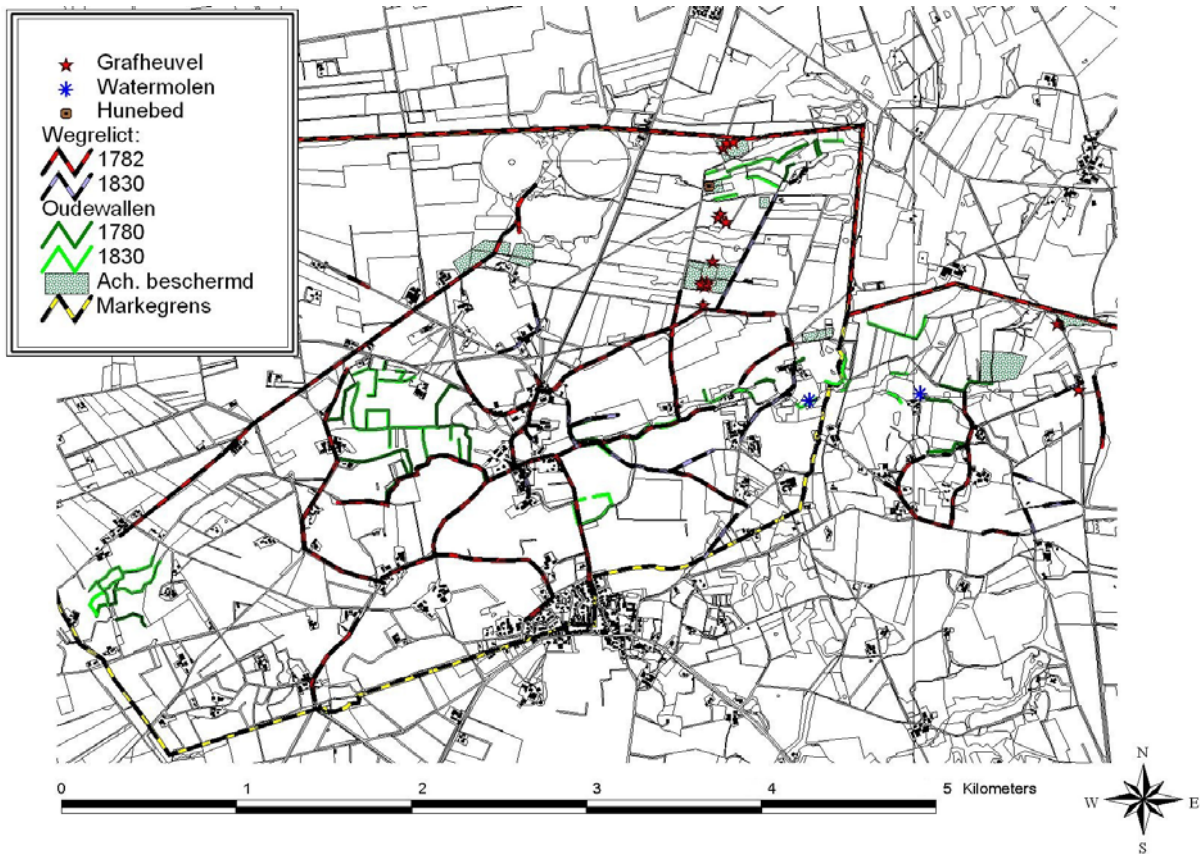 Grafheuvel
Watermolen
Hunebed
Wegrelict:
1782
1830
Oudewallen
1780
1830
Ach. beschermd
Markegrens
0 1 2 3 4 5 Kilometers
N
W E
S